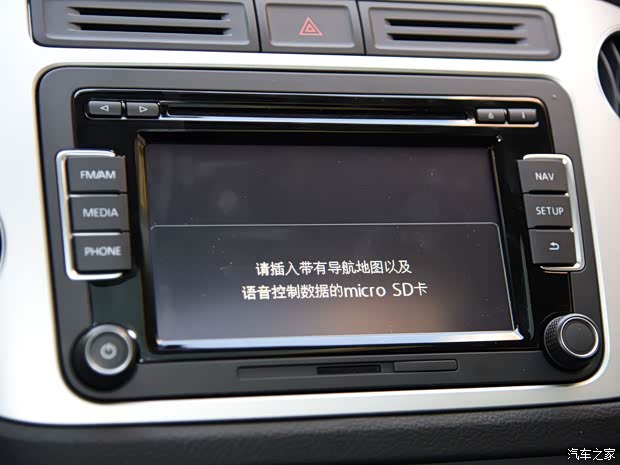 FM/AM
MEDIA
PHONE
NAV
SETUP
请插入带有导航地图以及
语音控制数据的micro SD卡
汽车之家